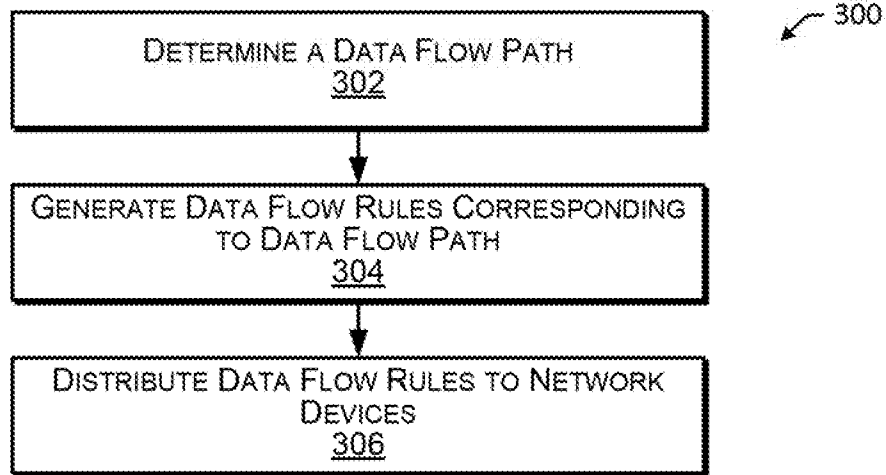 300
DETERMINE A DATA FLOW PATH
302
GENERATE DATA FLOW RULES CORRESPONDING
TO DATA FLOW PATH
304
DISTRIBUTE DATA FLOW RULES TO NETWORK
DEVICES
306